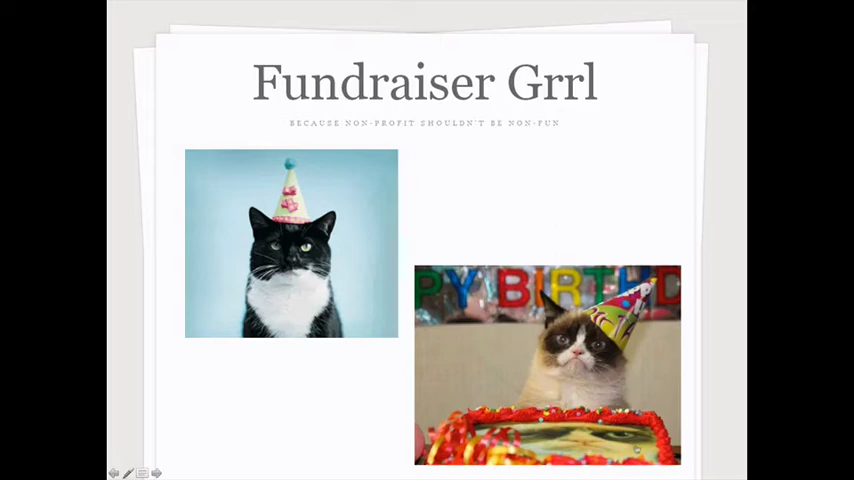 Fundraiser Grrl
BECAUSE NON-PROFIT SHOULDN'T BE NON-FUN
PY BIRTHD